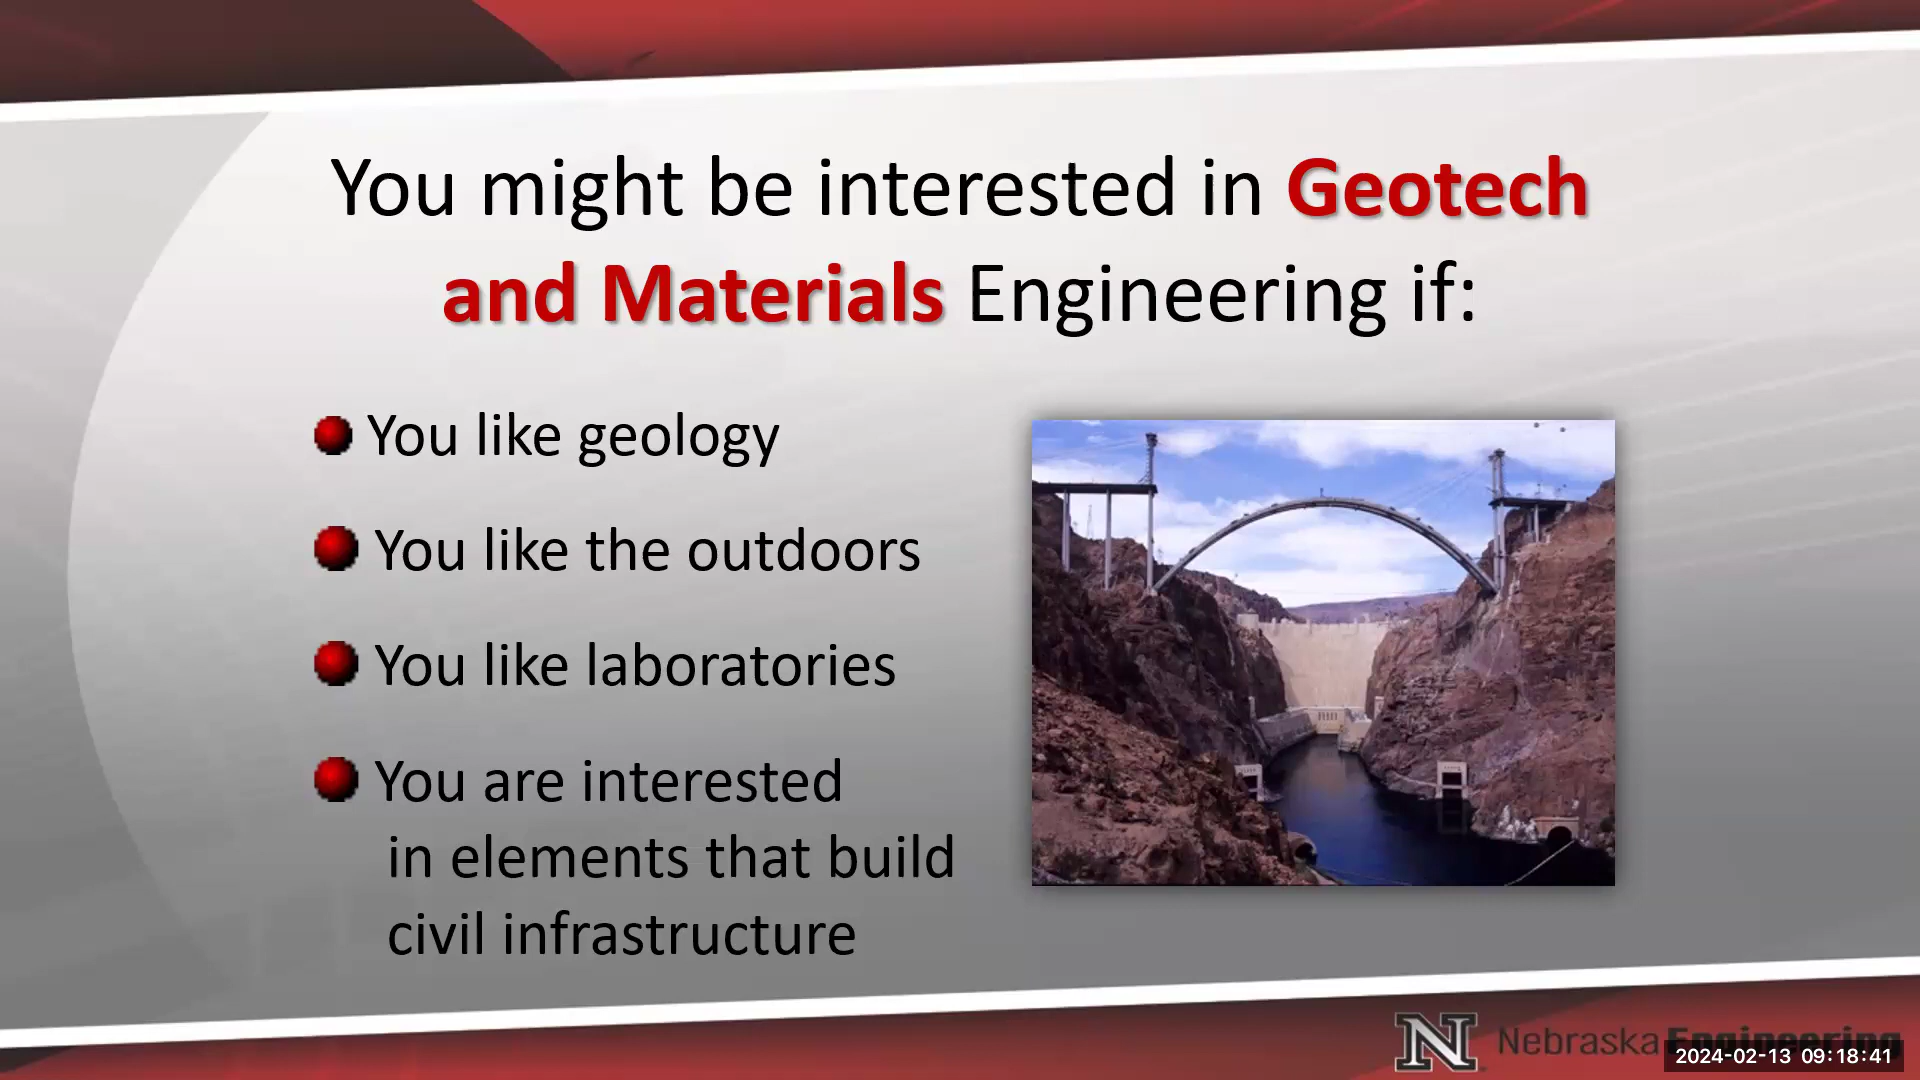 You might be interested in Geotech
and Materials Engineering if:
You like geology
You like the outdoors
You like laboratories
You are interested
in elements that build
civil infrastructure
N Nebraska Engineering
2024-02-13 09:18:41